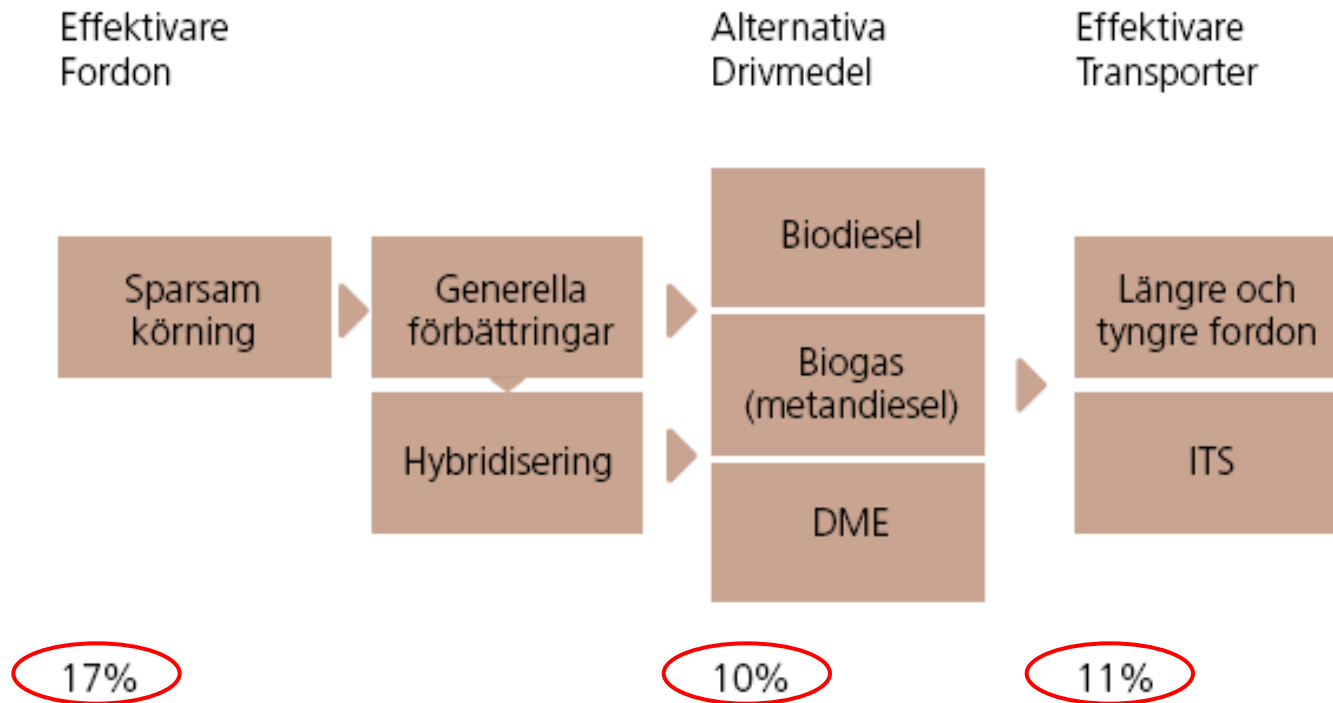 Effektivare
Fordon
Alternativa
Drivmedel
Effektivare
Transporter
Sparsam
körning
Generella
förbättringar
Hybridisering
Biodiesel
Biogas
(metandiesel)
DME
Längre och
tyngre fordon
ITS
17%
10%
11%